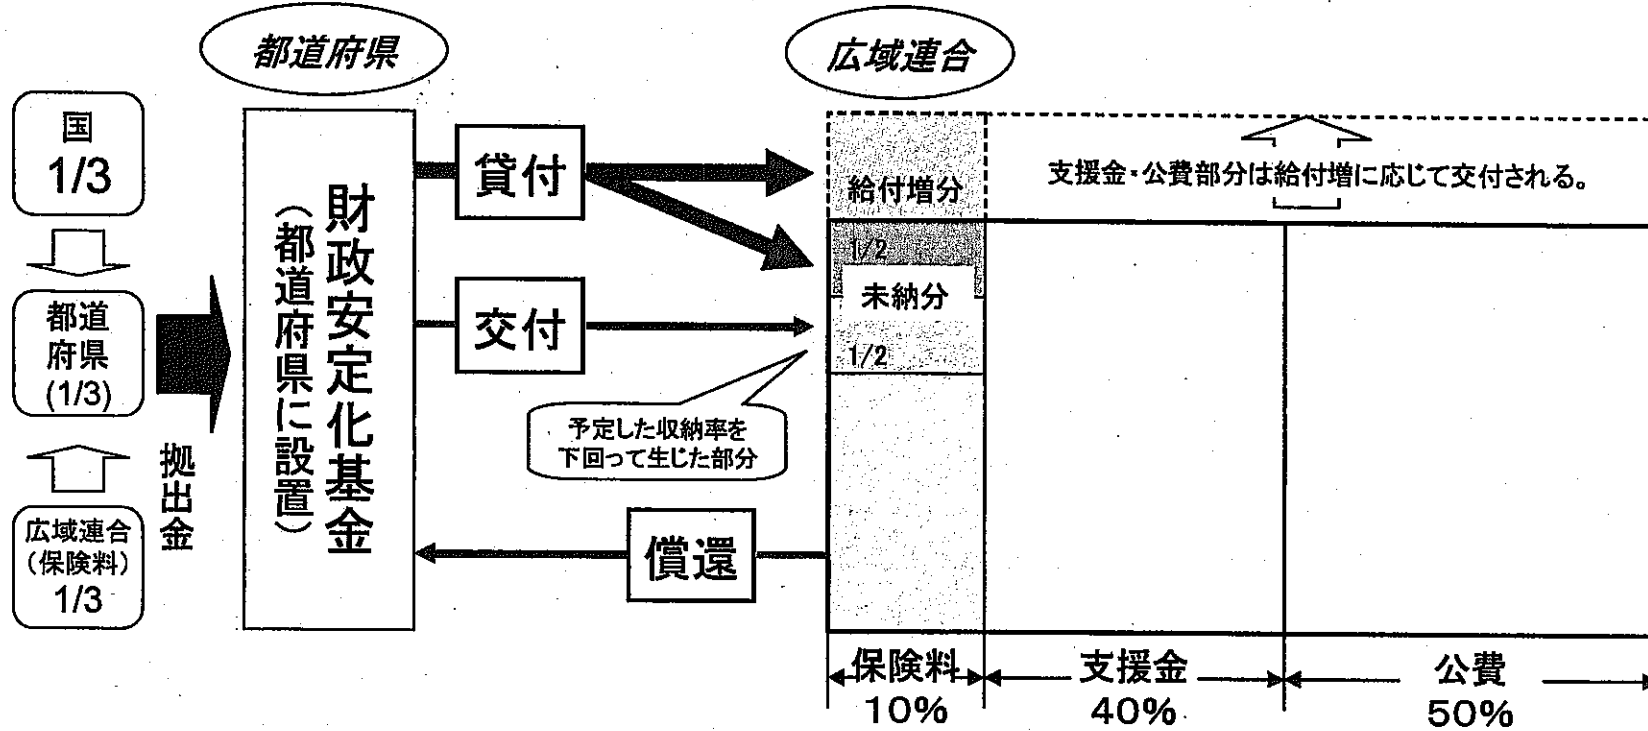 都道府県
広域連合
国
1/3
都道
府県
(1/3)
広域連合
（保険料）
1/3
拠出金
財政安定化基金
（都道府県に設置）
貸付
交付
予定した収納率を
下回って生じた部分
償還
給付増分
1/2
未納分
1/2
支援金・公費部分は給付増に応じて交付される。
保険料
10%
支援金
40%
公費
50%